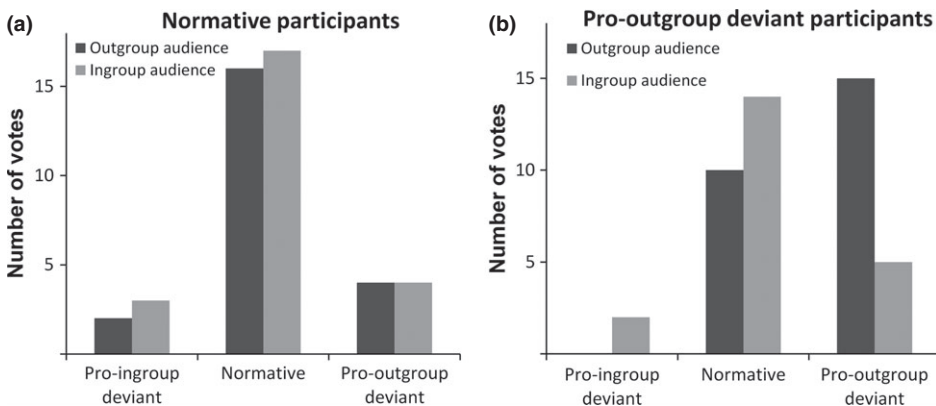 (a)
Normative participants
Outgroup audience
Ingroup audience
Number of votes
15
10
5
Pro-ingroup
deviant
Normative
Pro-outgroup
deviant
(b)
Pro-outgroup deviant participants
Outgroup audience
Ingroup audience
Number of votes
15
10
5
Pro-ingroup
deviant
Normative
Pro-outgroup
deviant